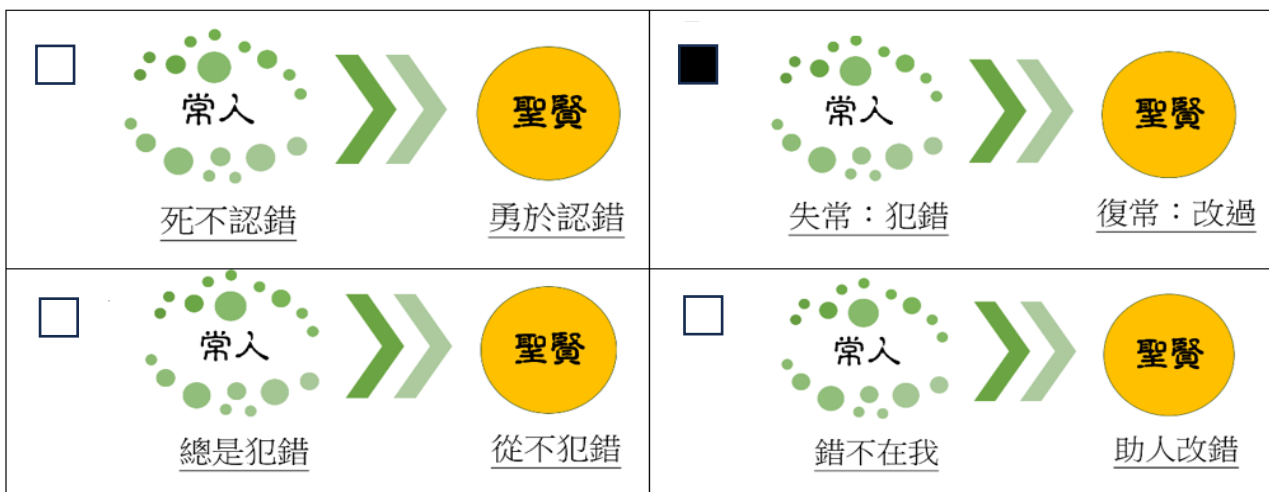 常人 聖賢
死不認錯 勇於認錯
常人 聖賢
失常：犯錯 復常：改過
常人 聖賢
總是犯錯 從不犯錯
常人 聖賢
錯不在我 助人改錯